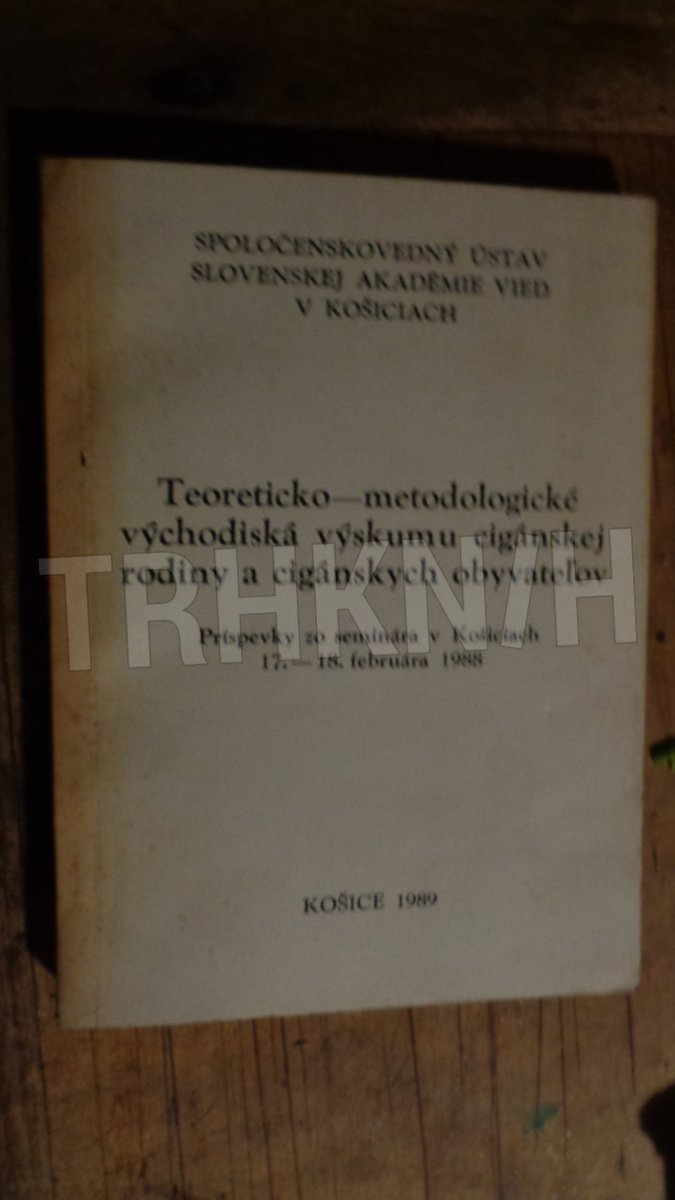 SPOLOČENSKOVEDNÝ ÚSTAV
SLOVENSKEJ AKADÉMIE VIED
V KOŠICIACH
Teoreticko—metodologické
východiská výskumu cigánskej
rodiny a cigánskych obyvateľov
TRHKNIH
Príspevky zo seminára v Košiciach
17.— 18. februára 1988
KOŠICE 1989